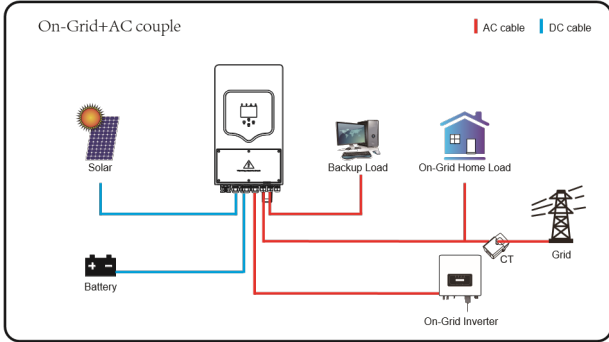 On-Grid+AC couple
AC cable
DC cable
Solar
Backup Load
On-Grid Home Load
CT
Grid
Battery
On-Grid Inverter